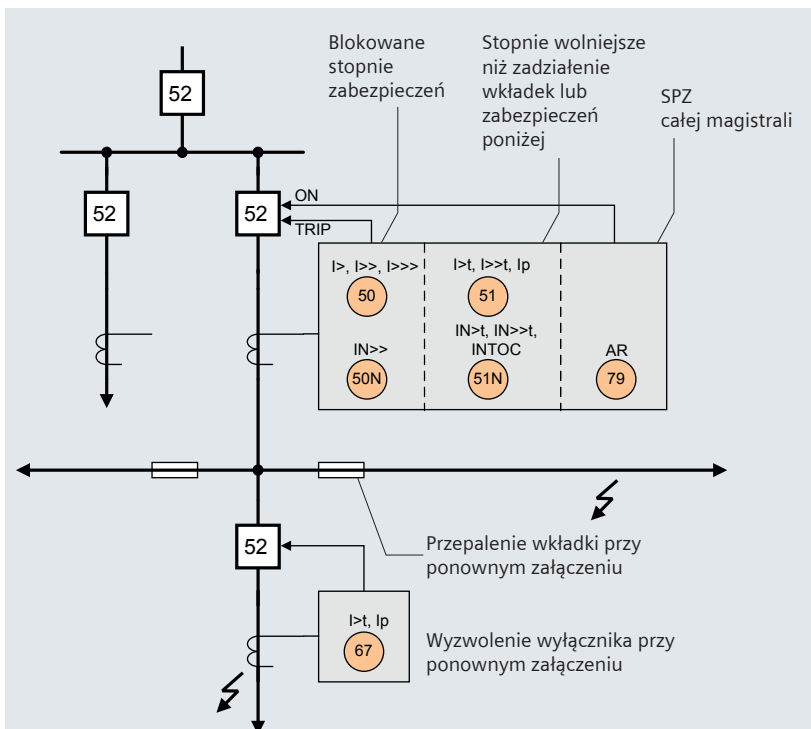 Blokowane
stopnie
zabezpieczeń
Stopnie wolniejsze
niż zadziałenie
wkładek lub
zabezpieczeń
poniżej
SPZ
całej magistrali
52
52
52
ON
TRIP
I>, I>>, I>>>
50
IN>>
50N
I>t, I>>t, Ip
51
IN>t, IN>>t,
INTOC
51N
AR
79
Przepalenie wkładki przy
ponownym załączeniu
52
I>t, Ip
67
Wyzwolenie wyłącznika przy
ponownym załączeniu